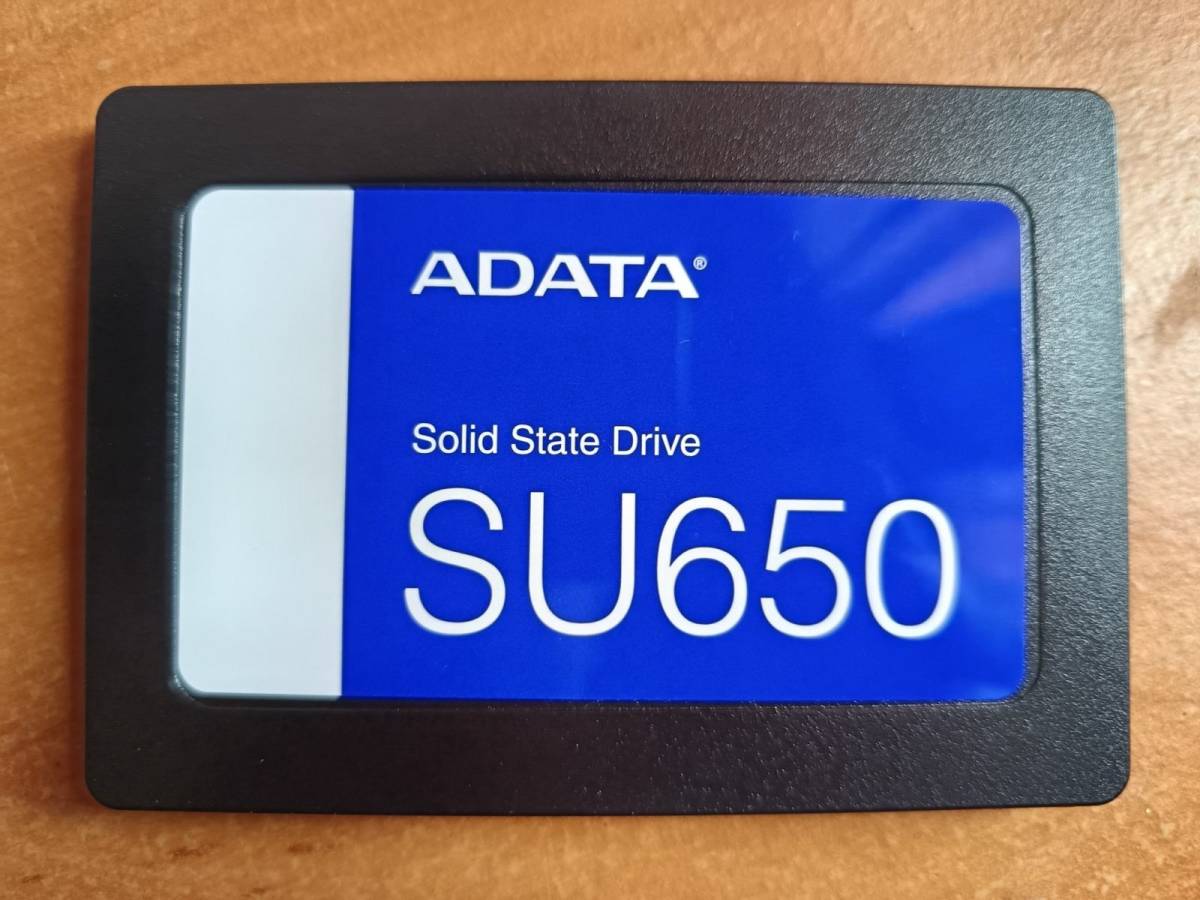 ADATA®
Solid State Drive
SU650